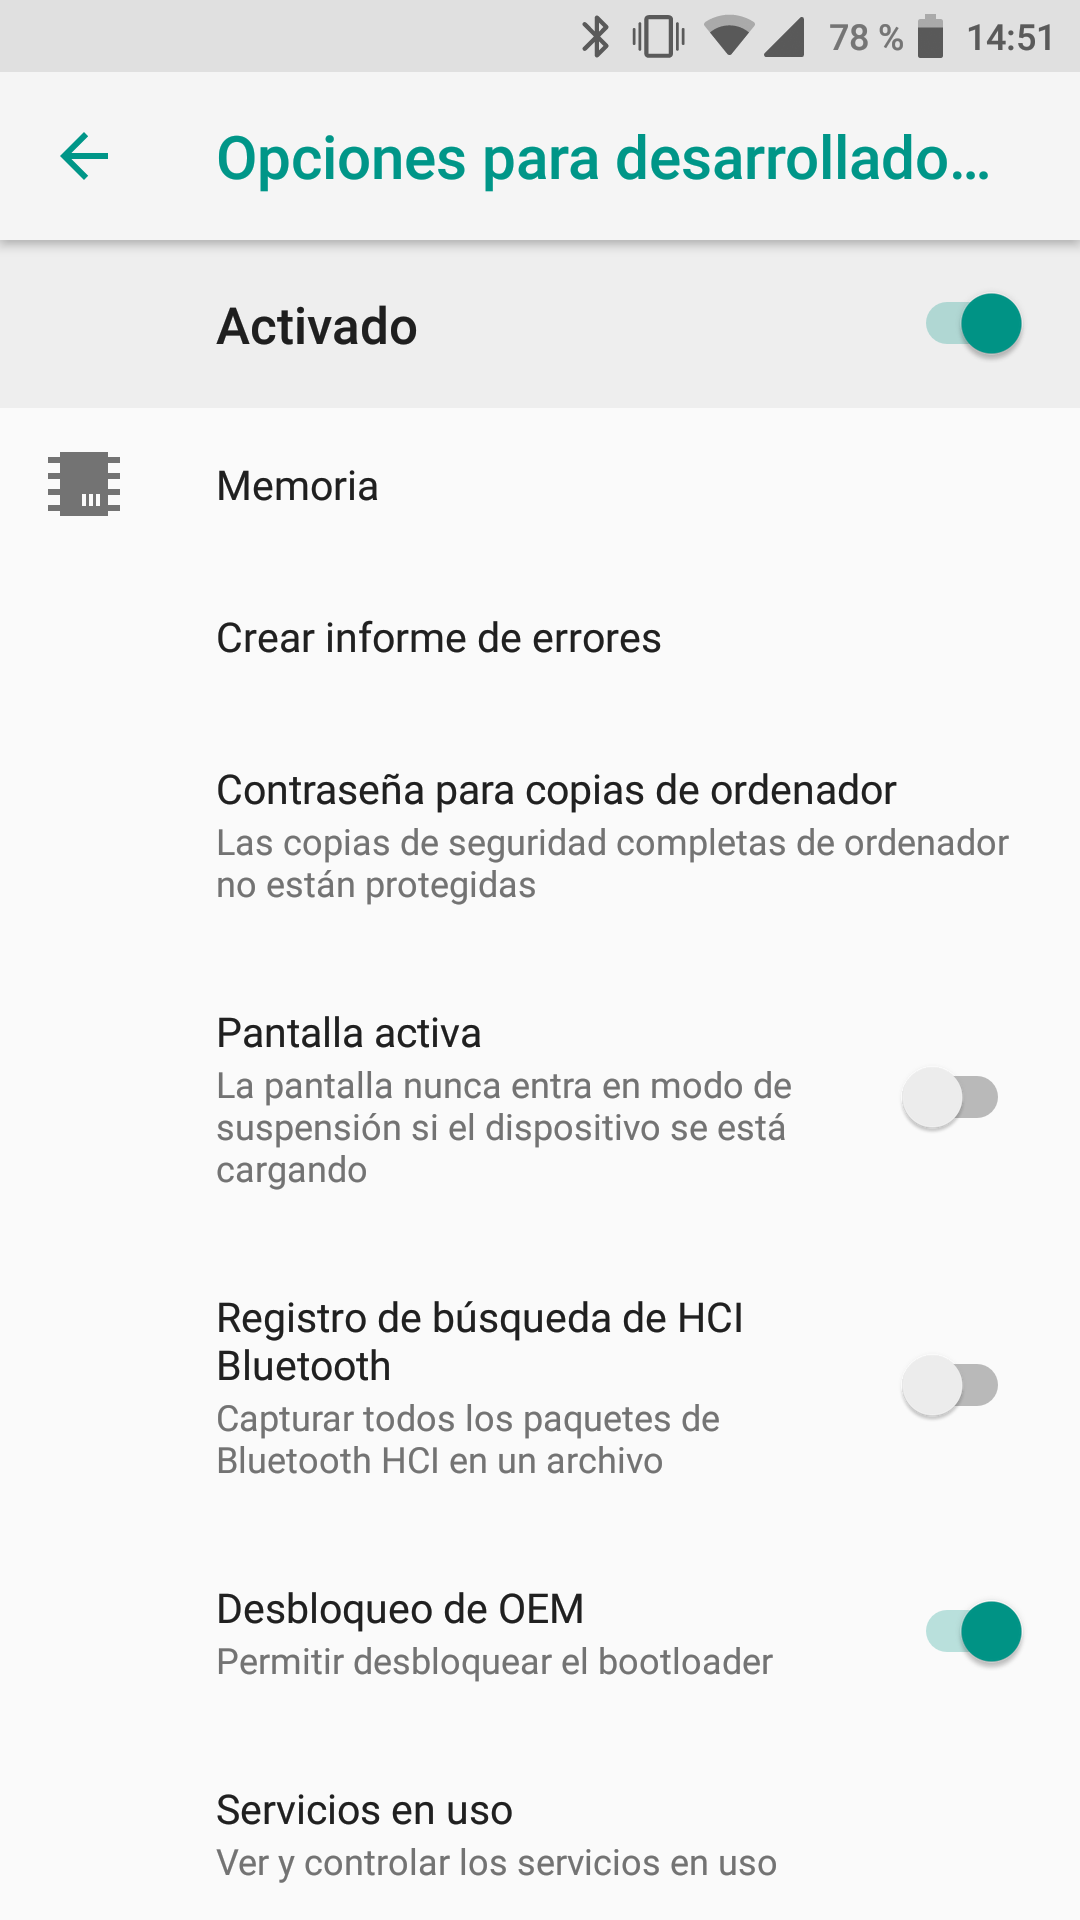 78 % 14:51
Opciones para desarrollado...
Activado
Memoria
Crear informe de errores
Contraseña para copias de ordenador
Las copias de seguridad completas de ordenador
no están protegidas
Pantalla activa
La pantalla nunca entra en modo de
suspensión si el dispositivo se está
cargando
Registro de búsqueda de HCI
Bluetooth
Capturar todos los paquetes de
Bluetooth HCI en un archivo
Desbloqueo de OEM
Permitir desbloquear el bootloader
Servicios en uso
Ver y controlar los servicios en uso